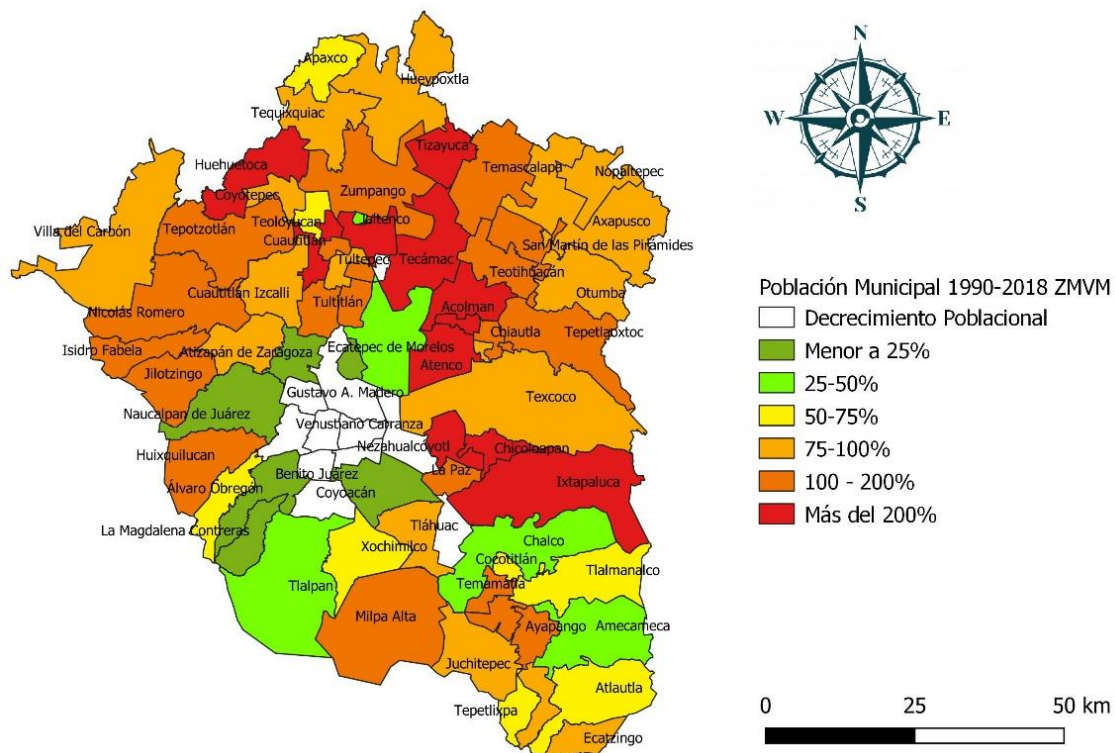 Apaxco
Hueypoxtla
Tequixquiac
Huehuetoca
Tizayuca
Temascalapa
Nopaltepec
Coyotepec
Zumpango
Axapusco
Villa del Carbón
Tepotzotlán
Teoloyucan
Jaltenco
Cuautitlán
San Martín de las Pirámides
Tultepec
Tecámac
Teotihuacán
Cuautitlán Izcalli
Otumba
Nicolás Romero
Tultitlán
Acolman
Chiautla
Tepetlaoxtoc
Isidro Fabela
Atizapán de Zaragoza
Ecatepec de Morelos
Jilotzingo
Atenco
Gustavo A. Madero
Texcoco
Naucalpan de Juárez
Venustiano Carranza
Huixquilucan
Nezahualcóyotl
Chicoloapan
La Paz
Benito Juárez
Ixtapaluca
Álvaro Obregón
Coyoacán
La Magdalena Contreras
Tláhuac
Xochimilco
Chalco
Cocotitlán
Tlalmanalco
Tlalpan
Temamatla
Milpa Alta
Ayapango
Amecameca
Juchitepec
Atlautla
Tepetlixpa
Ecatzingo
N
W
E
S
Población Municipal 1990-2018 ZMVM
Decrecimiento Poblacional
Menor a 25%
25-50%
50-75%
75-100%
100 - 200%
Más del 200%
0 25 50 km